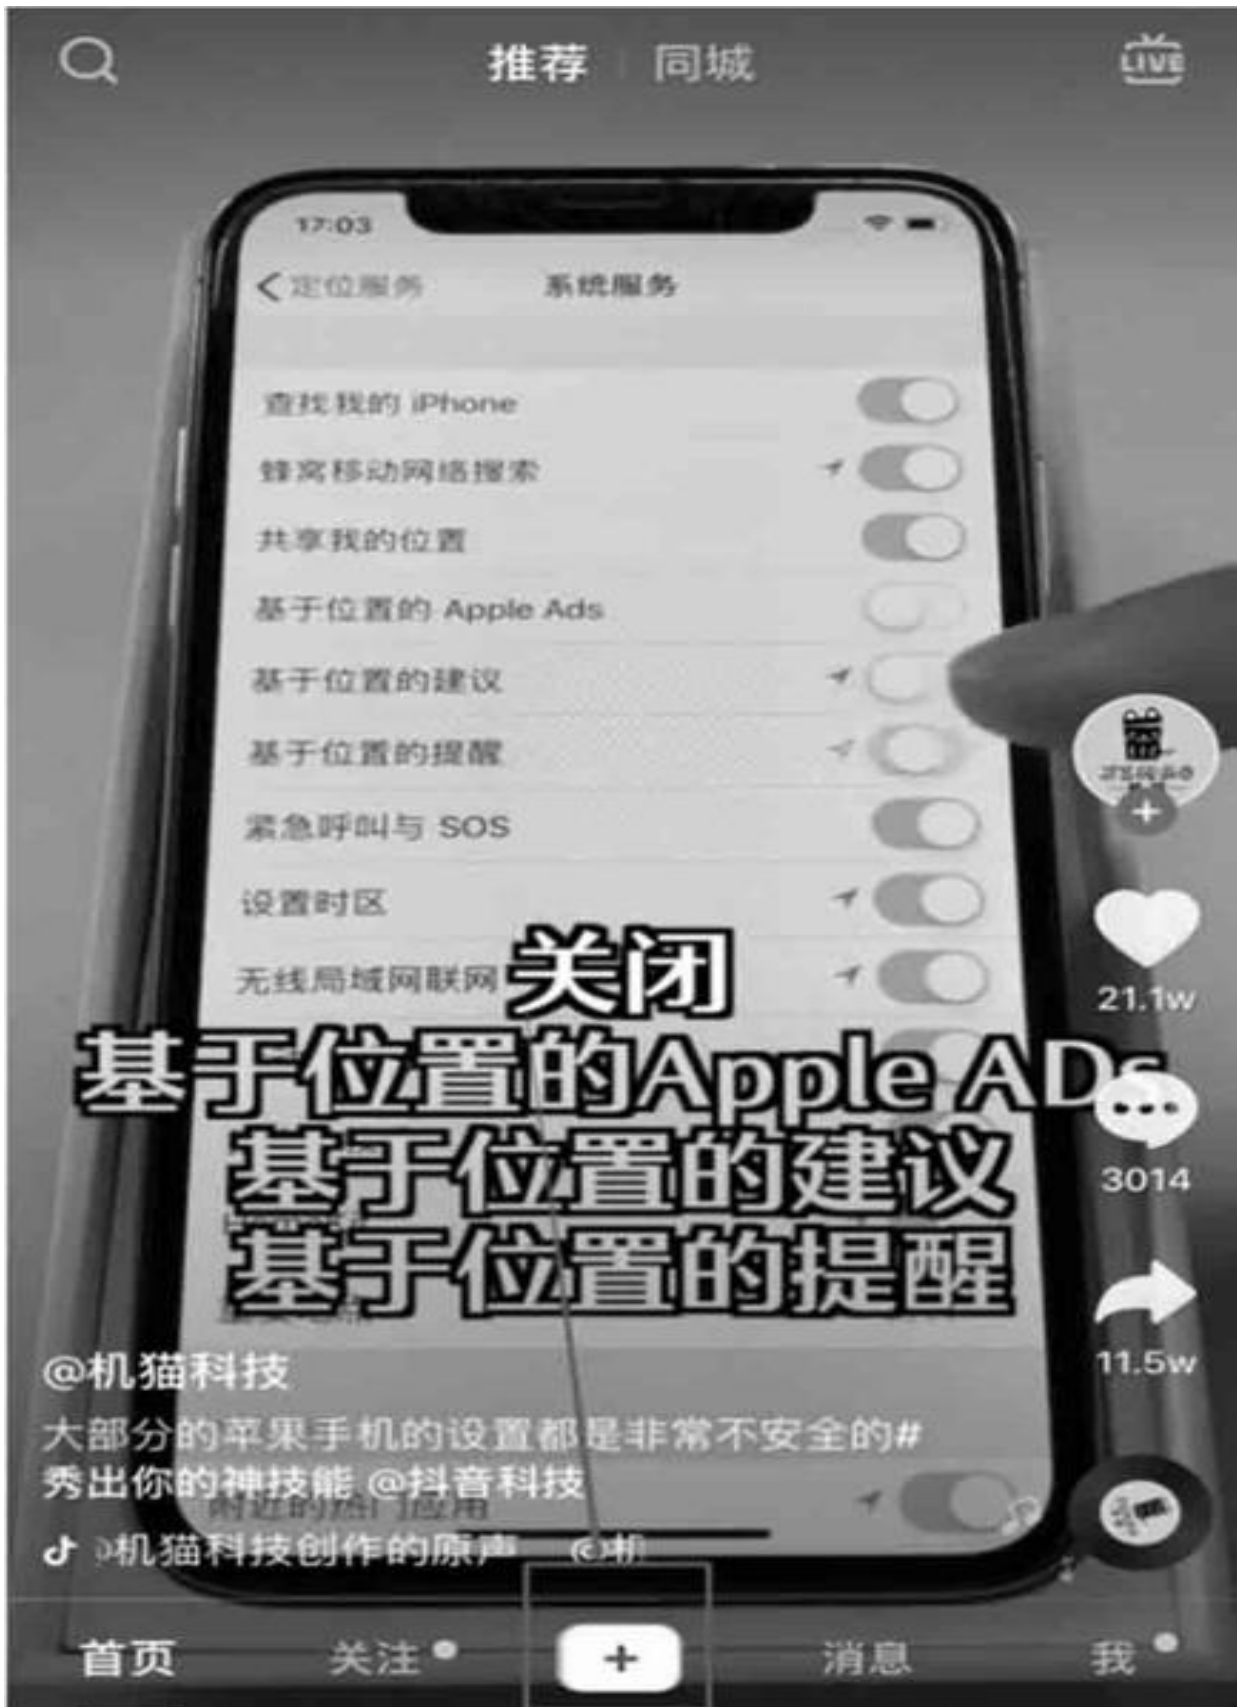 推荐 同城 LIVE
17:03
定位服务 系统服务
查找我的 iPhone
蜂窝移动网络搜索
共享我的位置
基于位置的 Apple Ads
基于位置的建议
基于位置的提醒
紧急呼叫与 SOS
设置时区
无线局域网联网
关闭
基于位置的Apple ADs
基于位置的建议
基于位置的提醒
21.1w
3014
11.5w
@机猫科技
大部分的苹果手机的设置都是非常不安全的#
秀出你的神技能 @抖音科技
附近的热门应用
@机猫科技创作的原声 @机
首页 关注 消息 我